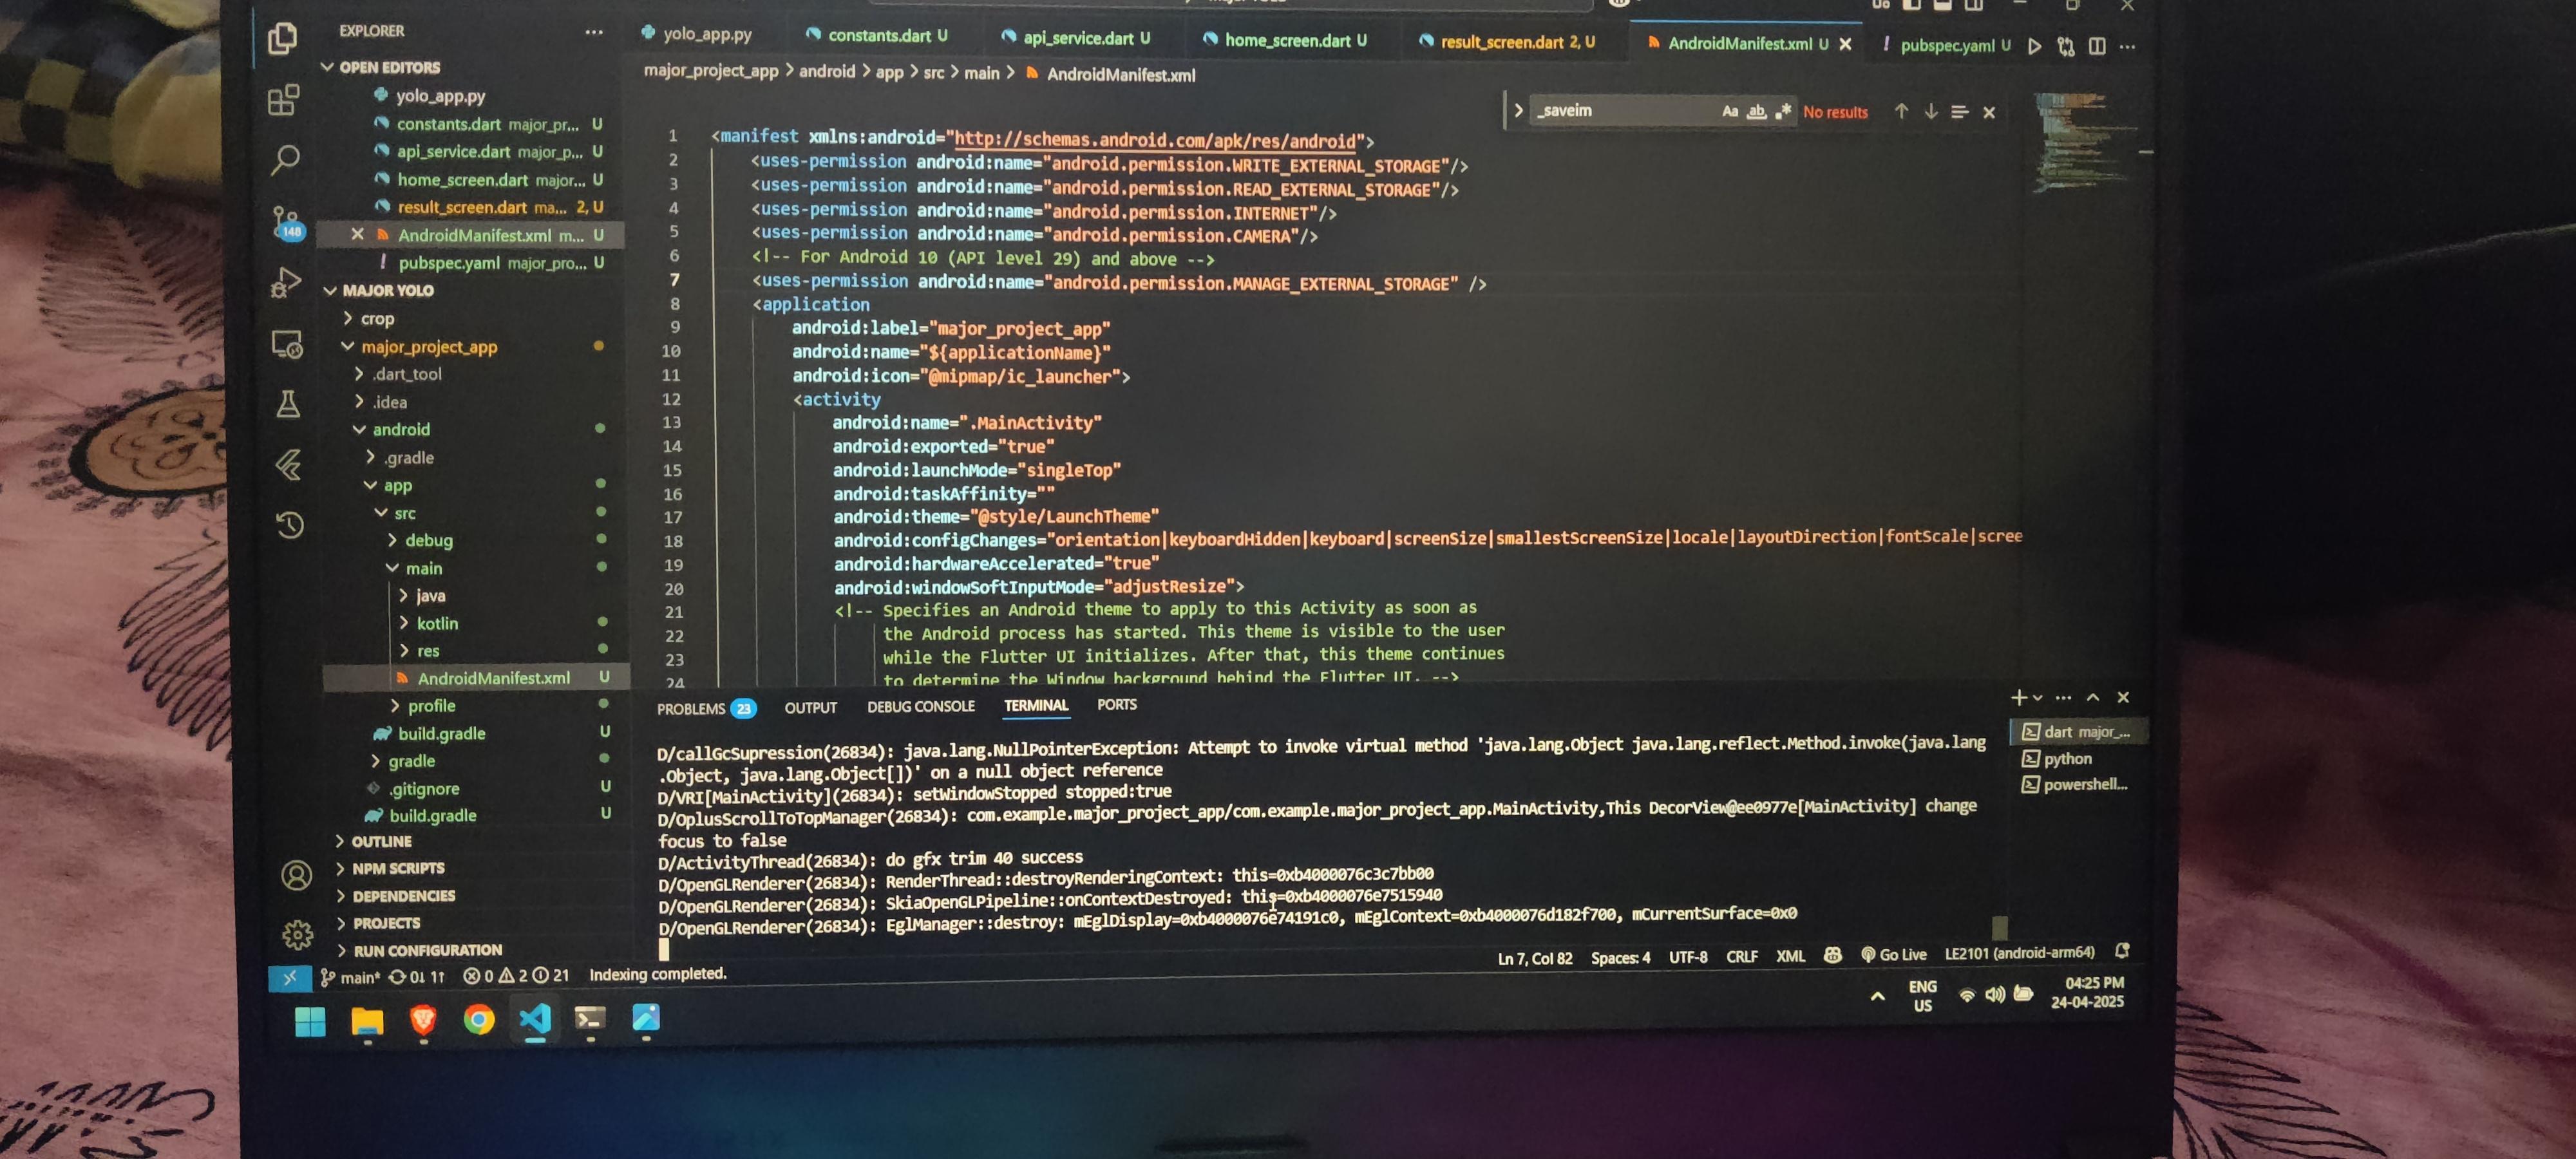 EXPLORER
OPEN EDITORS
yolo_app.py
constants.dart major_pr... U
api_service.dart major_p... U
home_screen.dart major... U
result_screen.dart ma... 2, U
AndroidManifest.xml m... U
! pubspec.yaml major_pro... U
148
MAJOR YOLO
crop
major_project_app
.dart_tool
.idea
android
.gradle
app
src
debug
main
java
kotlin
res
AndroidManifest.xml U
profile
build.gradle U
gradle
.gitignore U
build.gradle U
OUTLINE
NPM SCRIPTS
DEPENDENCIES
PROJECTS
RUN CONFIGURATION
yolo_app.py constants.dart U api_service.dart U home_screen.dart U result_screen.dart 2, U AndroidManifest.xml U ! pubspec.yaml U
major_project_app > android > app > src > main > AndroidManifest.xml
_saveim Aa ab .* No results
1 <manifest xmlns:android="http://schemas.android.com/apk/res/android">
2 <uses-permission android:name="android.permission.WRITE_EXTERNAL_STORAGE"/>
3 <uses-permission android:name="android.permission.READ_EXTERNAL_STORAGE"/>
4 <uses-permission android:name="android.permission.INTERNET"/>
5 <uses-permission android:name="android.permission.CAMERA"/>
6 <!-- For Android 10 (API level 29) and above -->
7 <uses-permission android:name="android.permission.MANAGE_EXTERNAL_STORAGE" />
8 <application
9 android:label="major_project_app"
10 android:name="${applicationName}"
11 android:icon="@mipmap/ic_launcher">
12 <activity
13 android:name=".MainActivity"
14 android:exported="true"
15 android:launchMode="singleTop"
16 android:taskAffinity=""
17 android:theme="@style/LaunchTheme"
18 android:configChanges="orientation|keyboardHidden|keyboard|screenSize|smallestScreenSize|locale|layoutDirection|fontScale|scree
19 android:hardwareAccelerated="true"
20 android:windowSoftInputMode="adjustResize">
21 <!-- Specifies an Android theme to apply to this Activity as soon as
22 the Android process has started. This theme is visible to the user
23 while the Flutter UI initializes. After that, this theme continues
24 to determine the Window background behind the Flutter UI. -->
PROBLEMS 23 OUTPUT DEBUG CONSOLE TERMINAL PORTS
D/callGcSupression(26834): java.lang.NullPointerException: Attempt to invoke virtual method 'java.lang.Object java.lang.reflect.Method.invoke(java.lang
.Object, java.lang.Object[])' on a null object reference
D/VRI[MainActivity](26834): setWindowStopped stopped:true
D/OplusScrollToTopManager(26834): com.example.major_project_app/com.example.major_project_app.MainActivity,This DecorView@ee0977e[MainActivity] change
focus to false
D/ActivityThread(26834): do gfx trim 40 success
D/OpenGLRenderer(26834): RenderThread::destroyRenderingContext: this=0xb4000076c3c7bb00
D/OpenGLRenderer(26834): SkiaOpenGLPipeline::onContextDestroyed: this=0xb4000076e7515940
D/OpenGLRenderer(26834): EglManager::destroy: mEglDisplay=0xb4000076e74191c0, mEglContext=0xb4000076d182f700, mCurrentSurface=0x0
dart major_...
python
powershell...
main* 0↓ 1↑ 0 2 21 Indexing completed. Ln 7, Col 82 Spaces: 4 UTF-8 CRLF XML Go Live LE2101 (android-arm64)
ENG
US
04:25 PM
24-04-2025